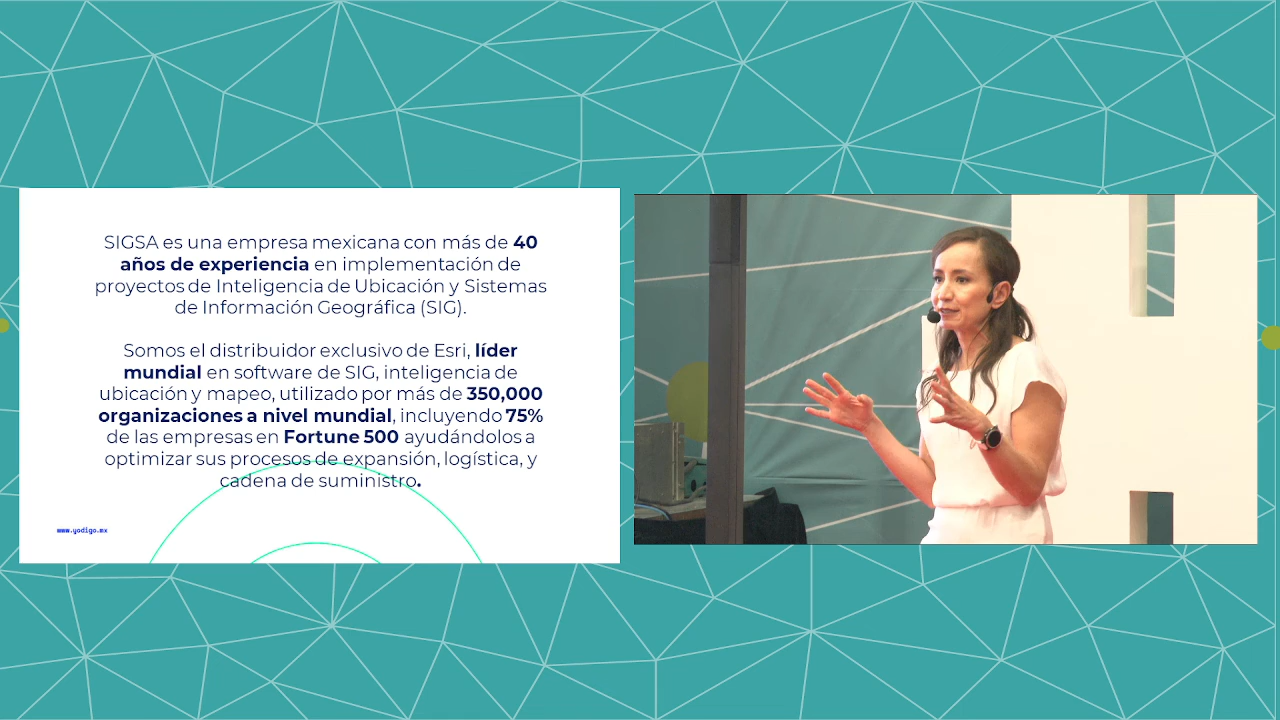 SIGSA es una empresa mexicana con más de 40
años de experiencia en implementación de
proyectos de Inteligencia de Ubicación y Sistemas
de Información Geográfica (SIG).
Somos el distribuidor exclusivo de Esri, líder
mundial en software de SIG, inteligencia de
ubicación y mapeo, utilizado por más de 350,000
organizaciones a nivel mundial, incluyendo 75%
de las empresas en Fortune 500 ayudándolos a
optimizar sus procesos de expansión, logística, y
cadena de suministro.
www.yodigo.mx